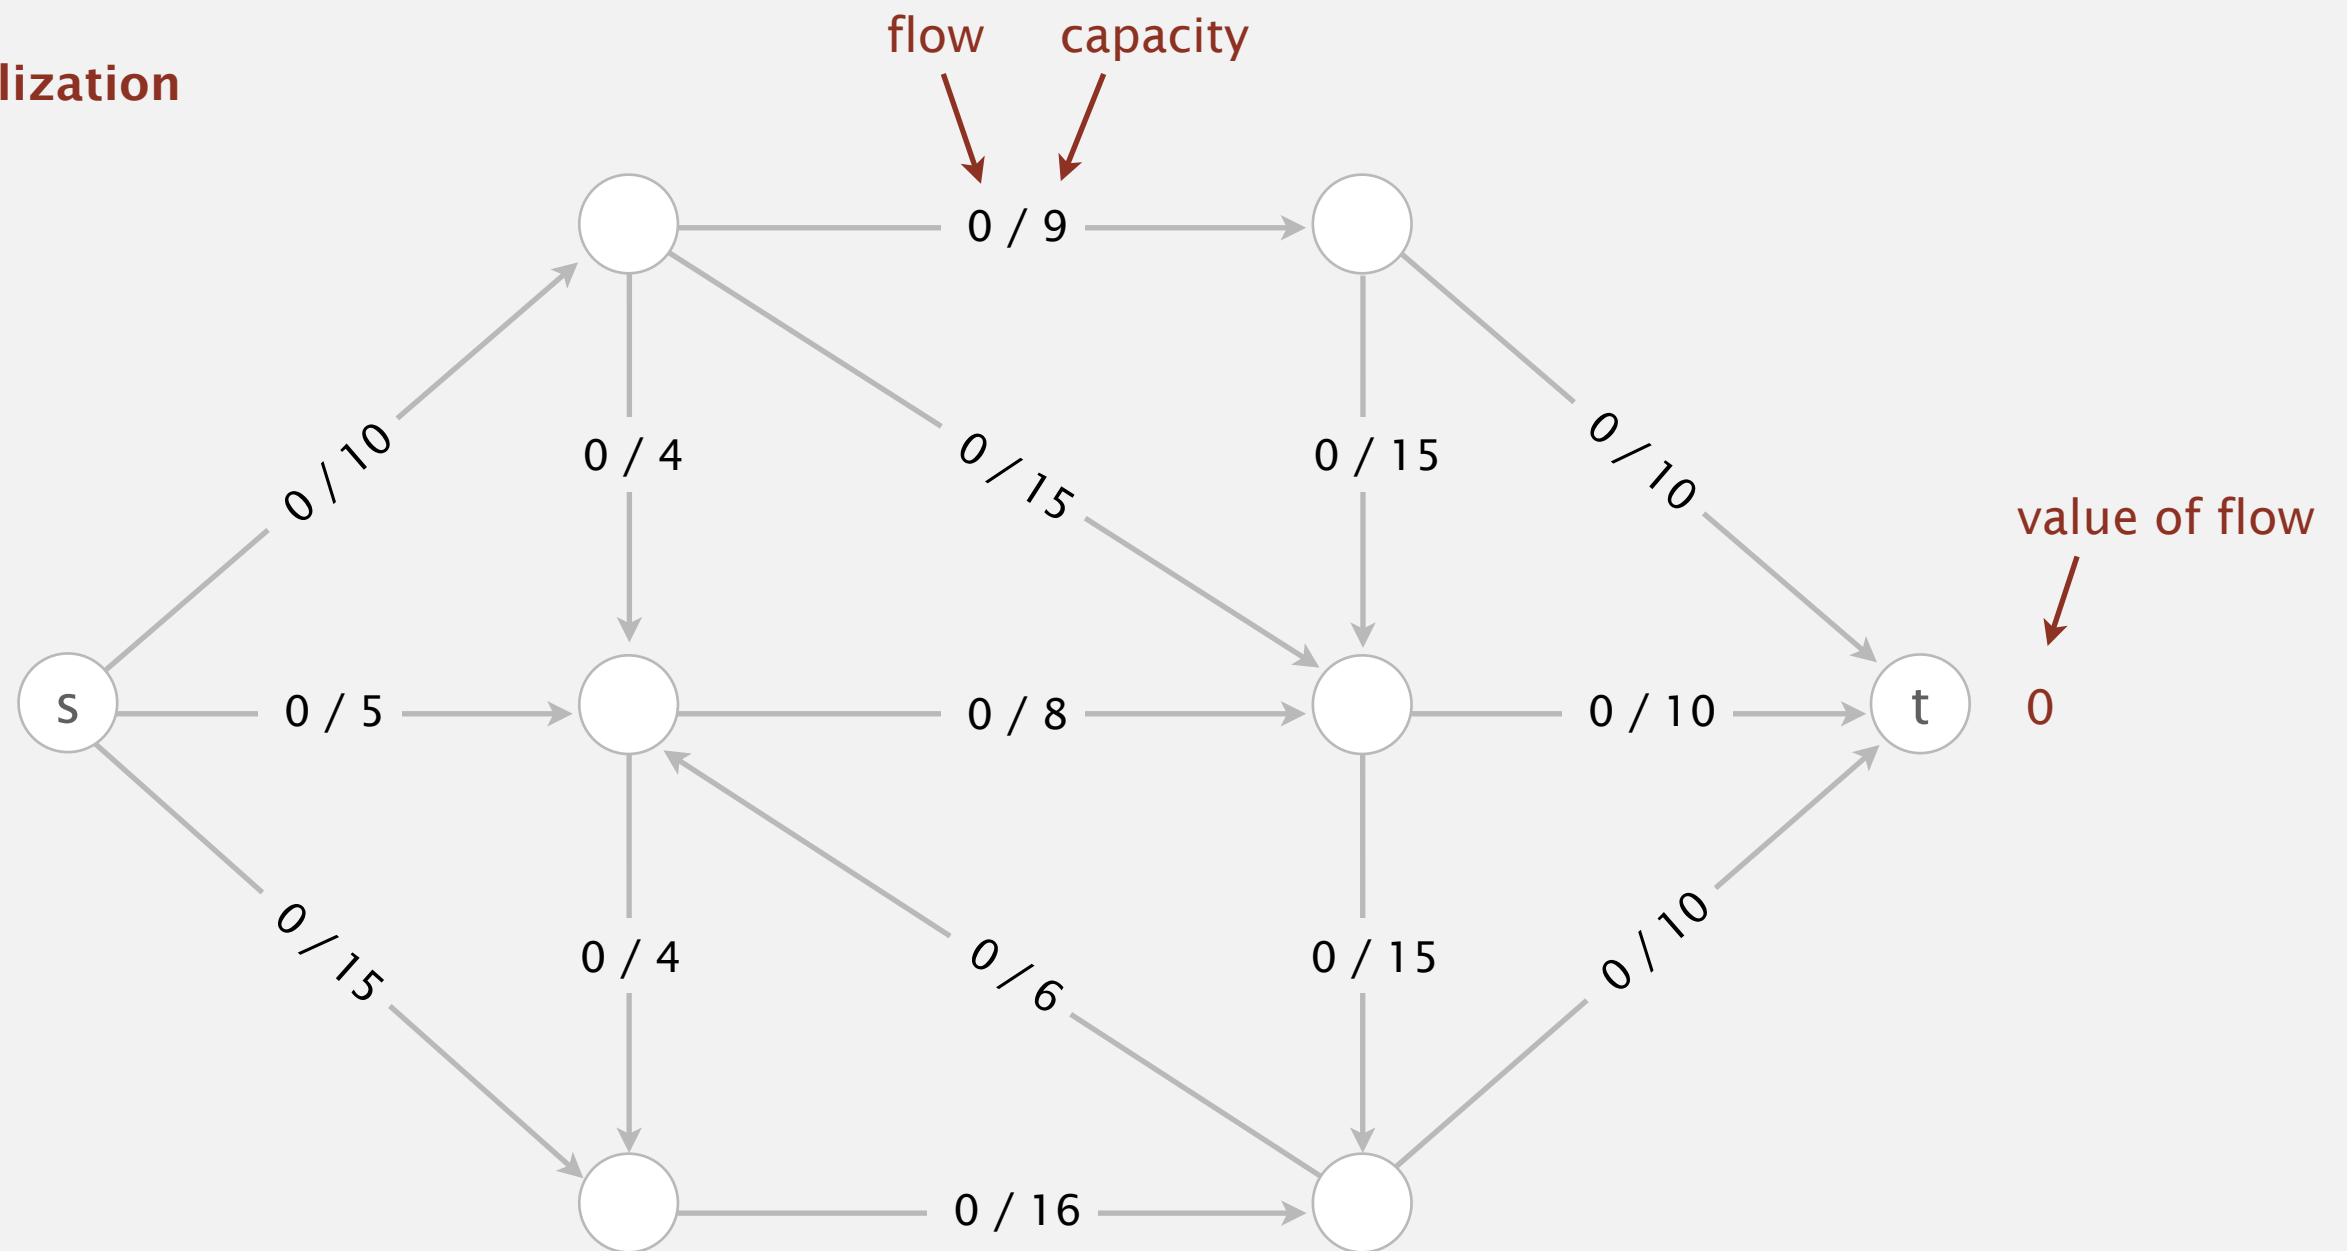 flow capacity
lization
0 / 9
0 / 10
0 / 4
0 / 15
0 / 15
0 / 10
value of flow
s
0 / 5
0 / 8
0 / 10
t
0
0 / 15
0 / 4
0 / 6
0 / 15
0 / 10
0 / 16